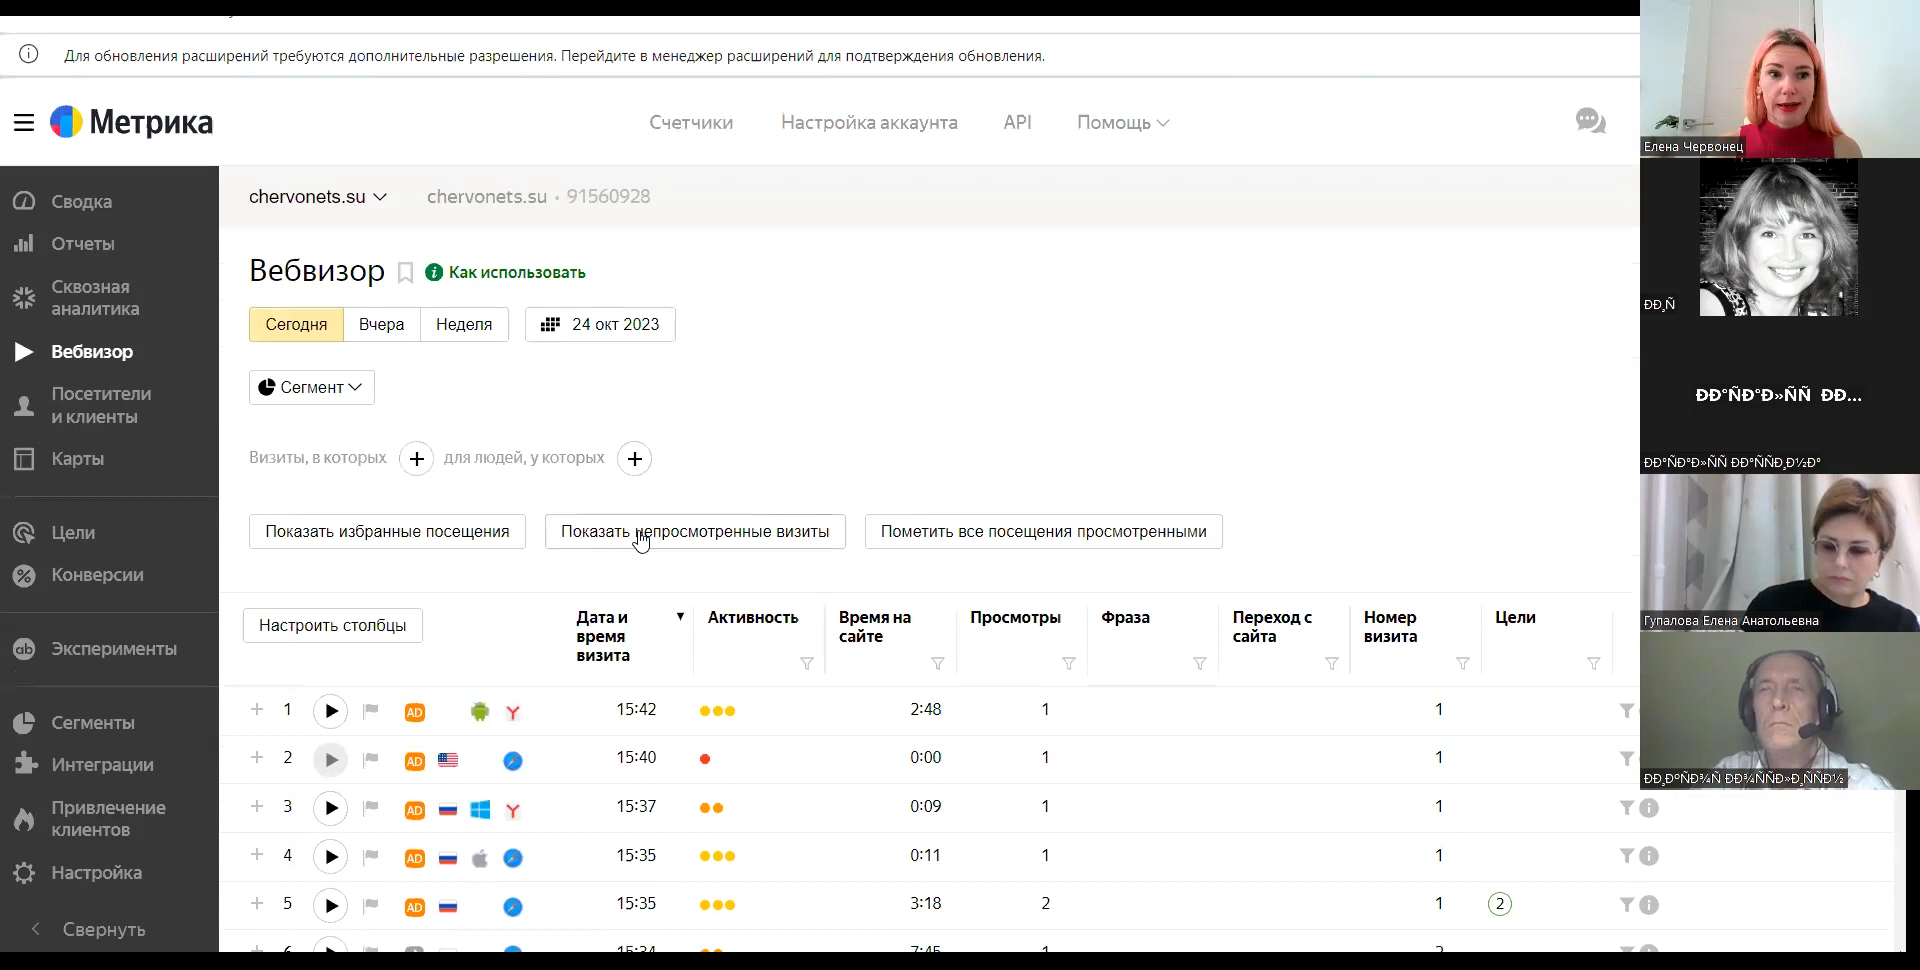 Для обновления расширений требуются дополнительные разрешения. Перейдите в менеджер расширений для подтверждения обновления.
Метрика
Счетчики
Настройка аккаунта
API
Помощь
Сводка
Отчеты
Сквозная
аналитика
Вебвизор
Посетители
и клиенты
Карты
Цели
Конверсии
Эксперименты
Сегменты
Интеграции
Привлечение
клиентов
Настройка
Свернуть
chervonets.su
chervonets.su • 91560928
Вебвизор
Как использовать
Сегодня
Вчера
Неделя
24 окт 2023
Сегмент
Визиты, в которых + для людей, у которых +
Показать избранные посещения
Показать непросмотренные визиты
Пометить все посещения просмотренными
Настроить столбцы
Дата и
время
визита
Активность
Время на
сайте
Просмотры
Фраза
Переход с
сайта
Номер
визита
Цели
+ 1 AD 15:42 2:48 1 1
+ 2 AD 15:40 0:00 1 1
+ 3 AD 15:37 0:09 1 1
+ 4 AD 15:35 0:11 1 1
+ 5 AD 15:35 3:18 2 1 2
Елена Червонец
ÐÐ¸Ñ
Гупалова Елена Анатольевна